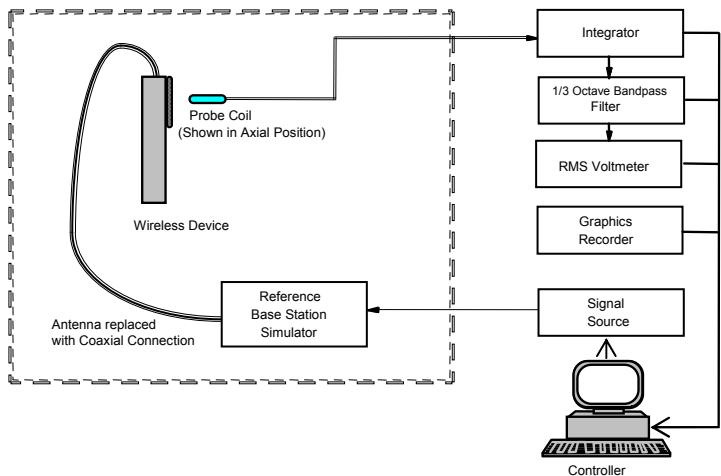 Integrator
1/3 Octave Bandpass
Filter
RMS Voltmeter
Graphics
Recorder
Signal
Source
Controller
Probe Coil
(Shown in Axial Position)
Wireless Device
Reference
Base Station
Simulator
Antenna replaced
with Coaxial Connection